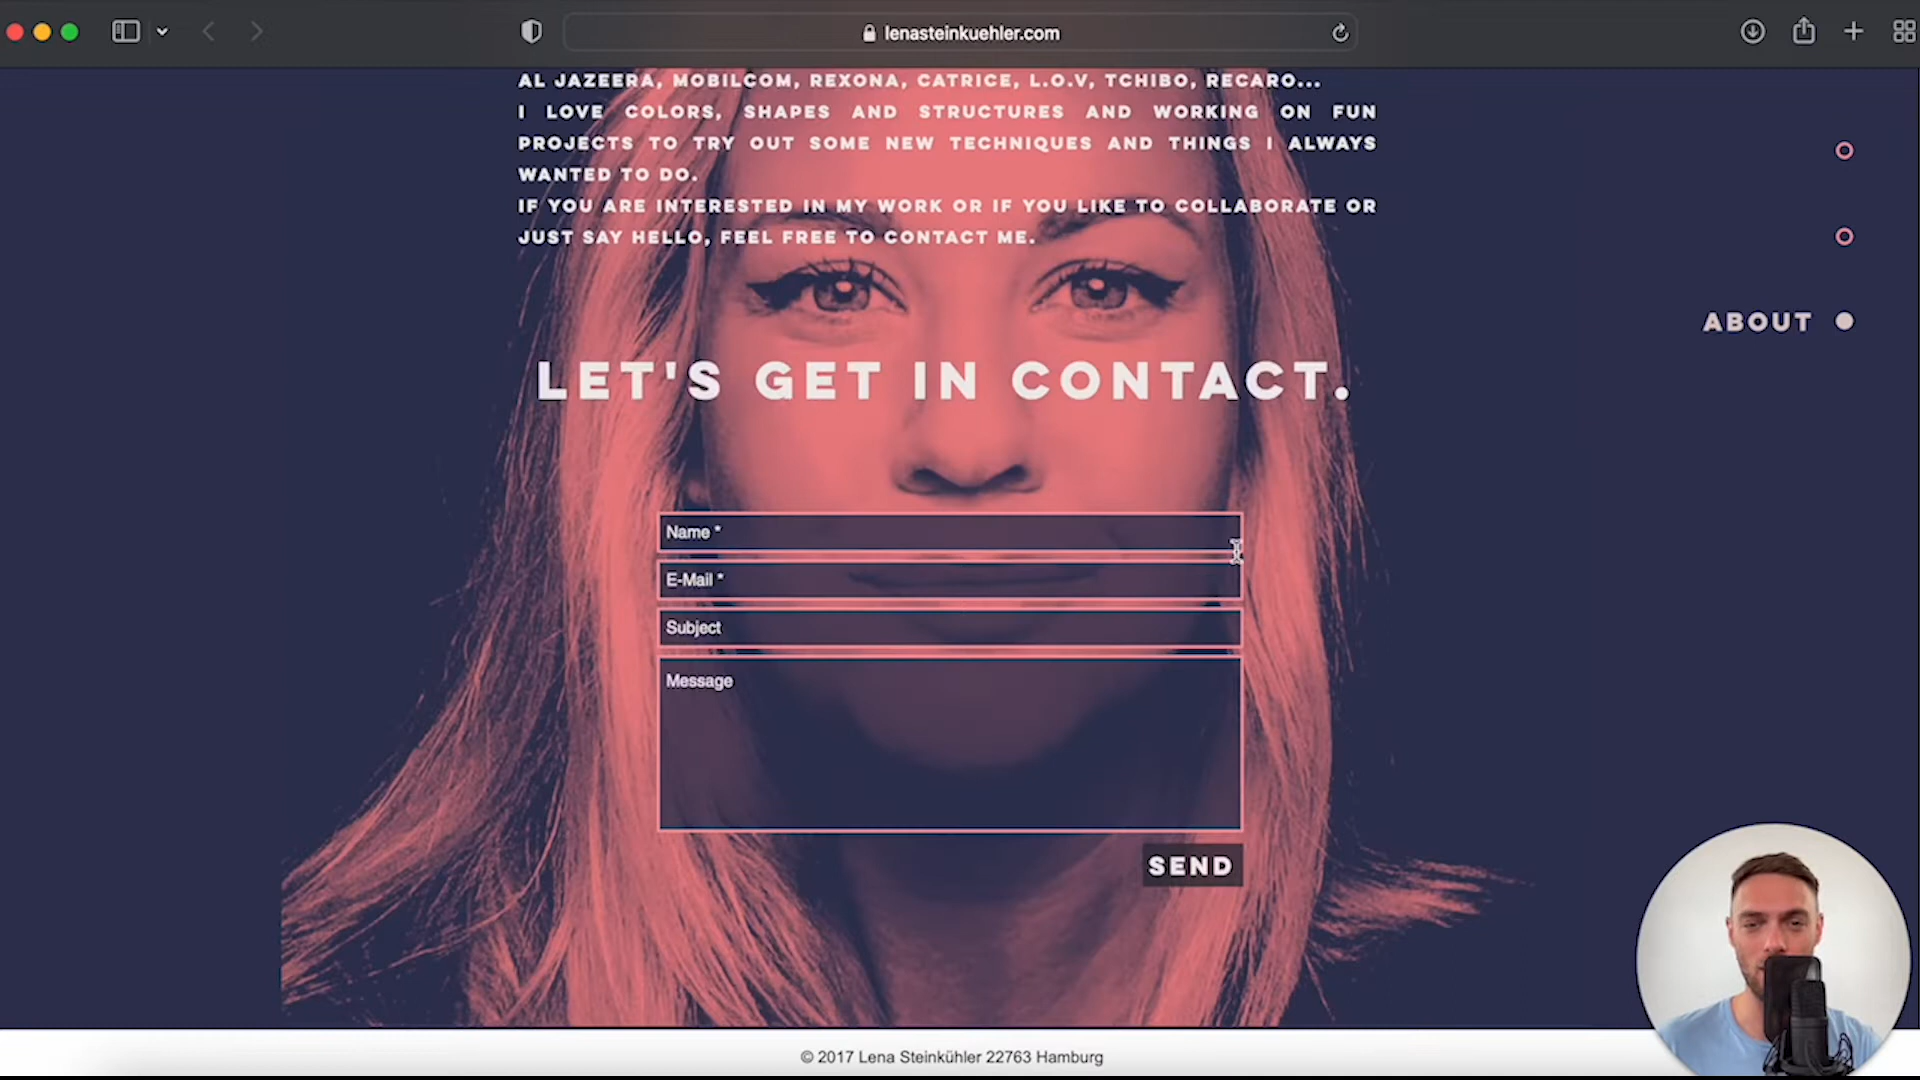 lenasteinkuehler.com
AL JAZEERA, MOBILCOM, REXONA, CATRICE, L.O.V, TCHIBO, RECARO...
I LOVE COLORS, SHAPES AND STRUCTURES AND WORKING ON FUN
PROJECTS TO TRY OUT SOME NEW TECHNIQUES AND THINGS I ALWAYS
WANTED TO DO.
IF YOU ARE INTERESTED IN MY WORK OR IF YOU LIKE TO COLLABORATE OR
JUST SAY HELLO, FEEL FREE TO CONTACT ME.
ABOUT
LET'S GET IN CONTACT.
Name *
E-Mail *
Subject
Message
SEND
© 2017 Lena Steinkühler 22763 Hamburg